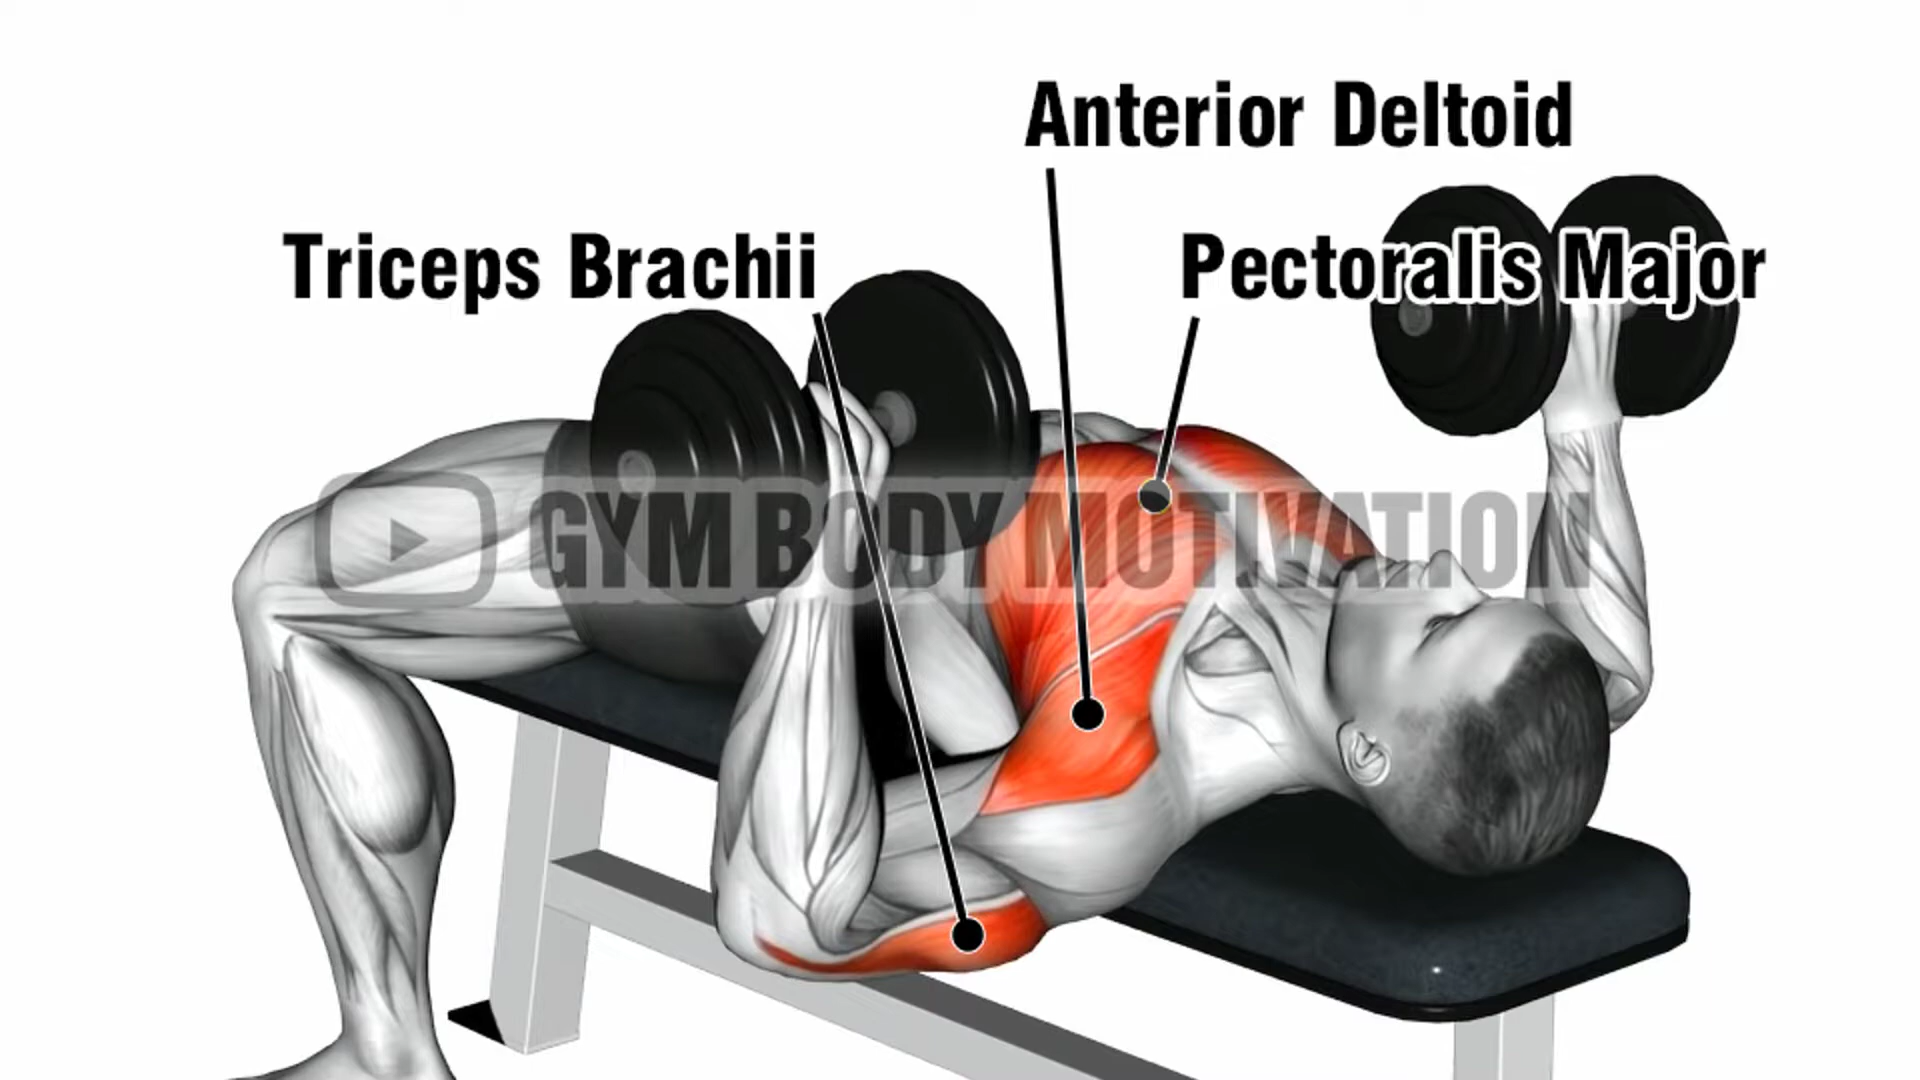 Anterior Deltoid
Triceps Brachii
Pectoralis Major
GYM BODY MOTIVATION